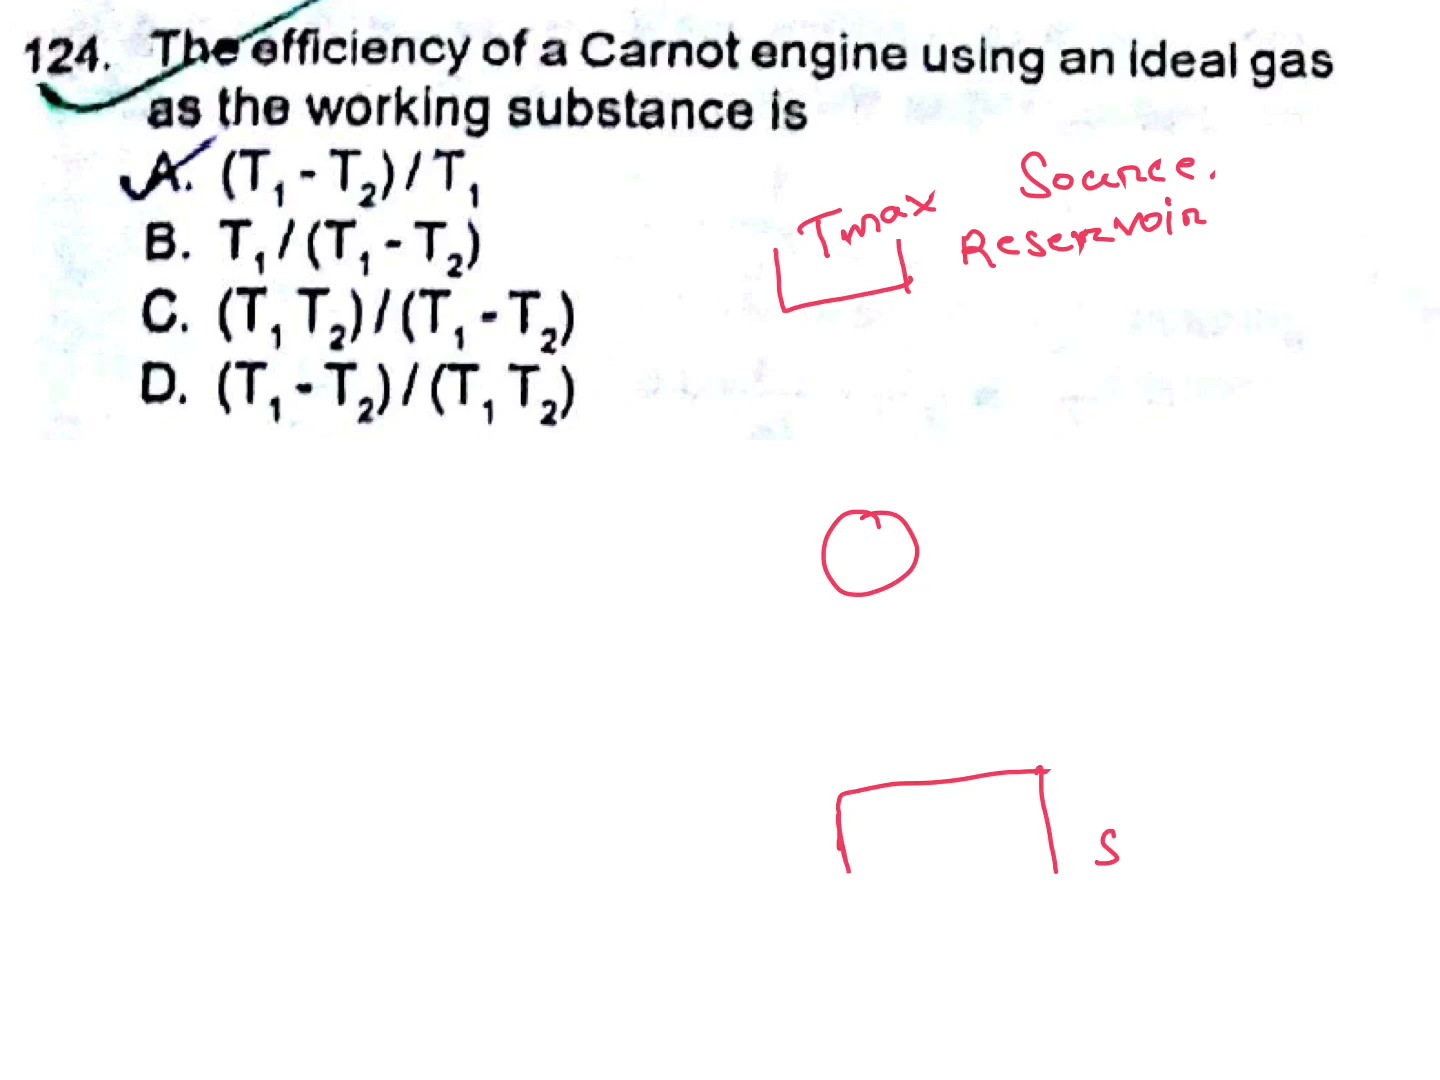 124. The efficiency of a Carnot engine using an ideal gas
as the working substance is
A. (T₁ - T₂) / T₁
B. T₁ / (T₁ - T₂)
C. (T₁ T₂) / (T₁ - T₂)
D. (T₁ - T₂) / (T₁ T₂)
Tmax
Source.
Reservoir
S